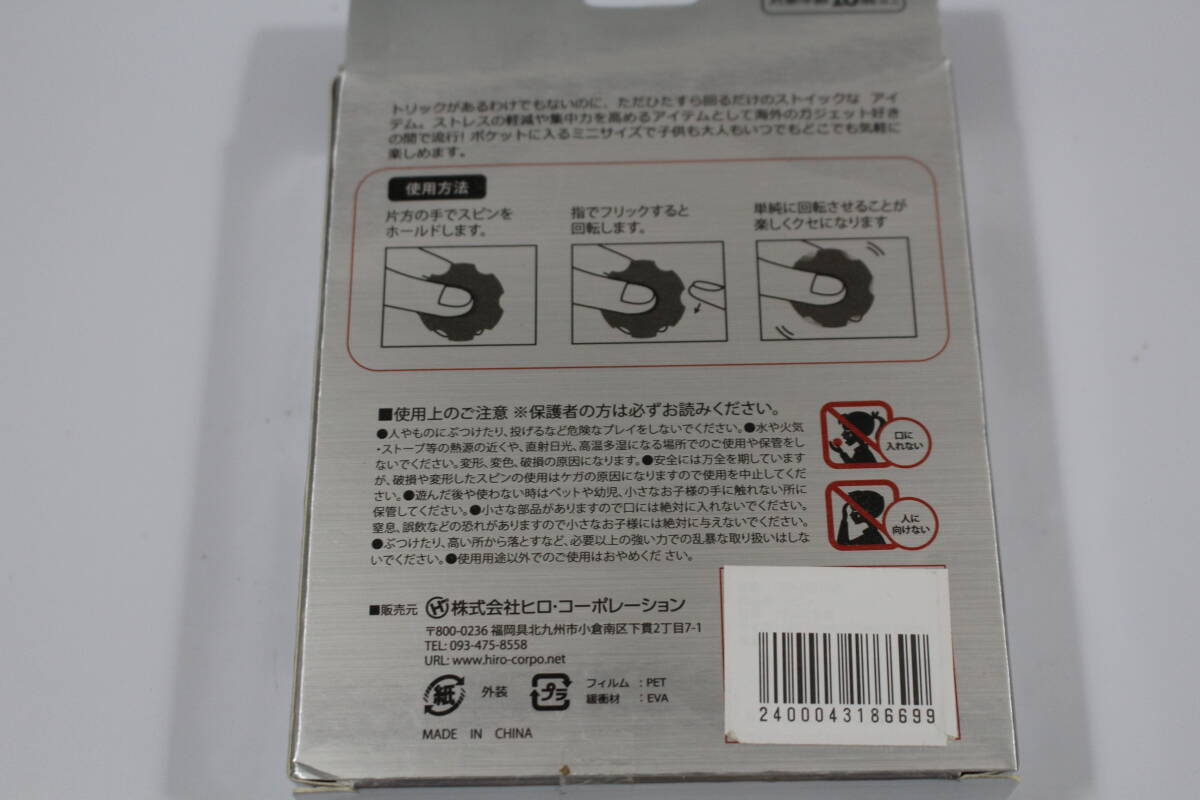 トリックがあるわけでもないのに、ただひたすら回るだけのストイックな アイ
テム。ストレスの軽減や集中力を高めるアイテムとして海外のガジェット好き
の間で流行! ポケットに入るミニサイズで子供も大人もいつでもどこでも気軽に
楽しめます。
使用方法
片方の手でスピンを
ホールドします。
指でフリックすると
回転します。
単純に回転させることが
楽しくクセになります
■使用上のご注意 ※保護者の方は必ずお読みください。
●人やものにぶつけたり、投げるなど危険なプレイをしないでください。●水や火気
・ストーブ等の熱源の近くや、直射日光、高温多湿になる場所でのご使用や保管をし
ないでください。変形、変色、破損の原因になります。●安全には万全を期しています
が、破損や変形したスピンの使用はケガの原因になりますので使用を中止してくだ
さい。●遊んだ後や使わない時はペットや幼児、小さなお子様の手に触れない所に
保管してください。●小さな部品がありますので口には絶対に入れないでください。
窒息、誤飲などの恐れがありますので小さなお子様には絶対に与えないでください。
●ぶつけたり、高い所から落とすなど、必要以上の強い力での乱暴な取り扱いはしな
いでください。●使用用途以外でのご使用はおやめくだ さい。
口に
入れない
人に
向けない
■販売元 H 株式会社ヒロ・コーポレーション
〒800-0236 福岡具北九州市小倉南区下貫2丁目7-1
TEL: 093-475-8558
URL: www.hiro-corpo.net
紙 外装 プラ フィルム : PET
緩衝材 : EVA
MADE IN CHINA
2400043186699